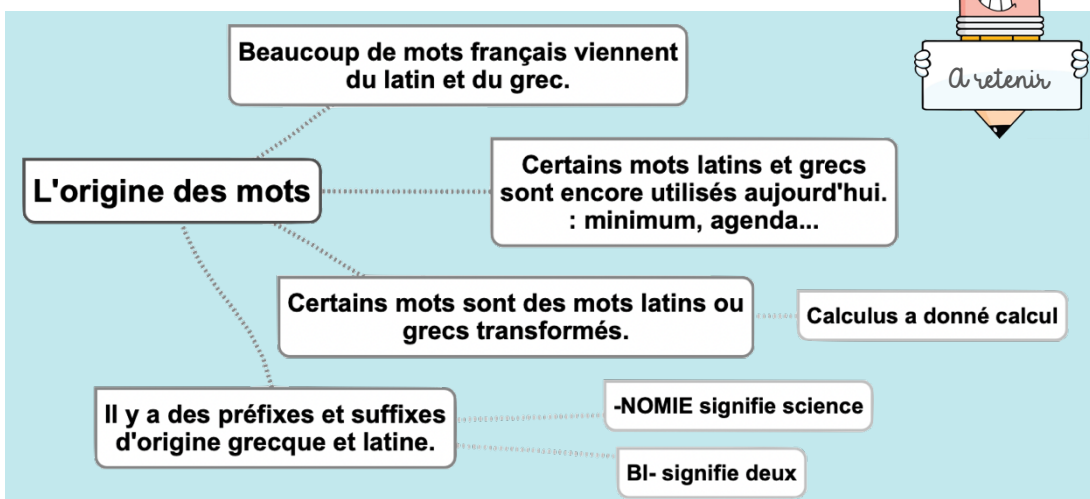 Beaucoup de mots français viennent
du latin et du grec.
A retenir
L'origine des mots
Certains mots latins et grecs
sont encore utilisés aujourd'hui.
: minimum, agenda...
Certains mots sont des mots latins ou
grecs transformés.
Calculus a donné calcul
Il y a des préfixes et suffixes
d'origine grecque et latine.
-NOMIE signifie science
BI- signifie deux